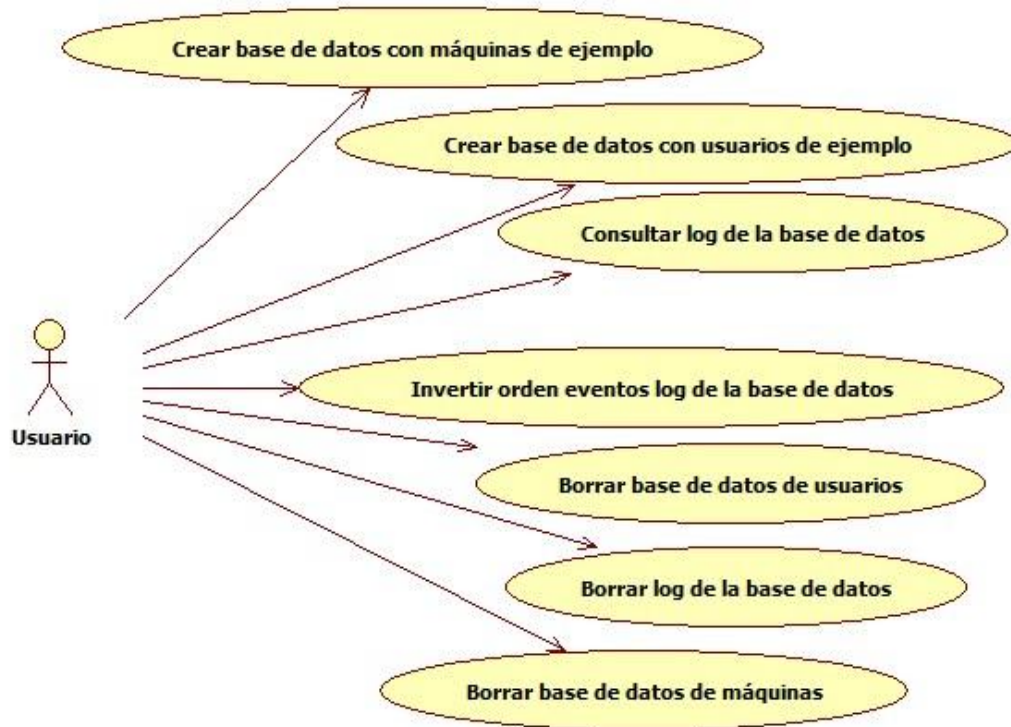 Crear base de datos con máquinas de ejemplo
Crear base de datos con usuarios de ejemplo
Consultar log de la base de datos
Usuario
Invertir orden eventos log de la base de datos
Borrar base de datos de usuarios
Borrar log de la base de datos
Borrar base de datos de máquinas